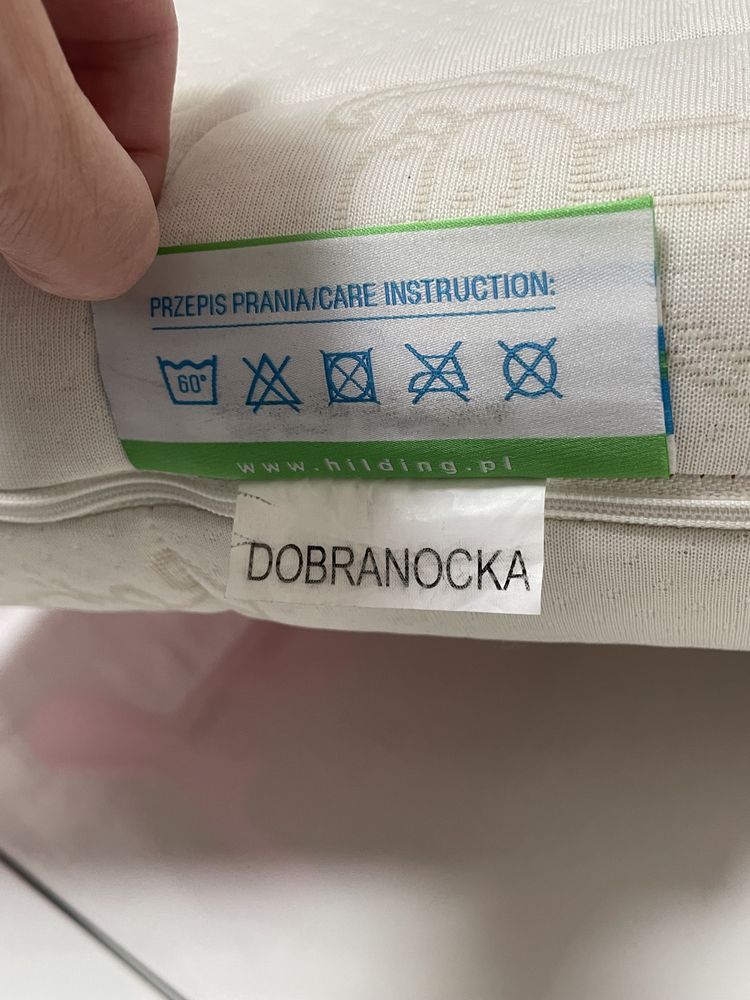 PRZEPIS PRANIA/CARE INSTRUCTION:
60°
www.hilding.pl
DOBRANOCKA